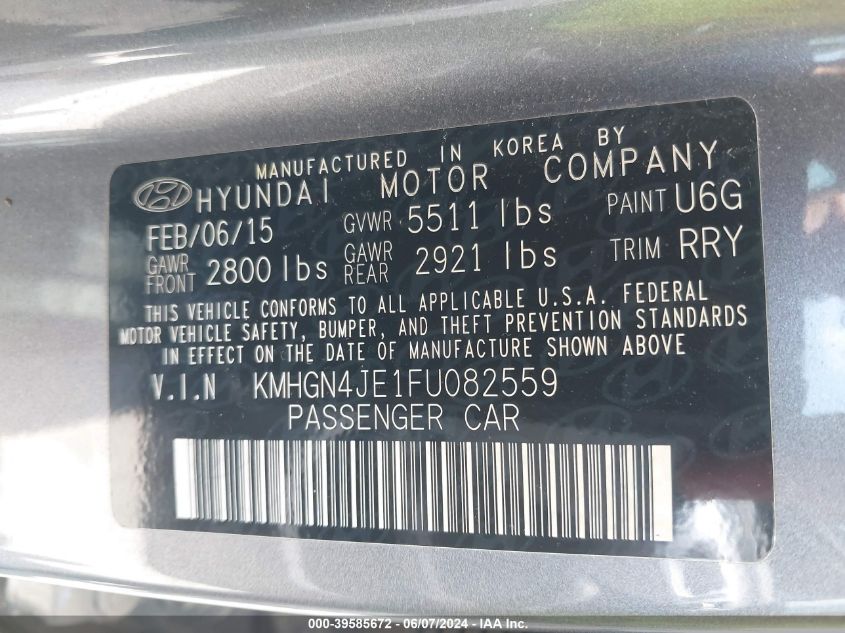 MANUFACTURED IN KOREA BY
HYUNDAI MOTOR COMPANY
FEB/06/15 GVWR 5511 lbs PAINT U6G
GAWR FRONT 2800 lbs GAWR REAR 2921 lbs TRIM RRY
THIS VEHICLE CONFORMS TO ALL APPLICABLE U.S.A. FEDERAL
MOTOR VEHICLE SAFETY, BUMPER, AND THEFT PREVENTION STANDARDS
IN EFFECT ON THE DATE OF MANUFACTURE SHOWN ABOVE
V.I.N KMHGN4JE1FU082559
PASSENGER CAR
000-39585672 - 06/07/2024 - IAA Inc.